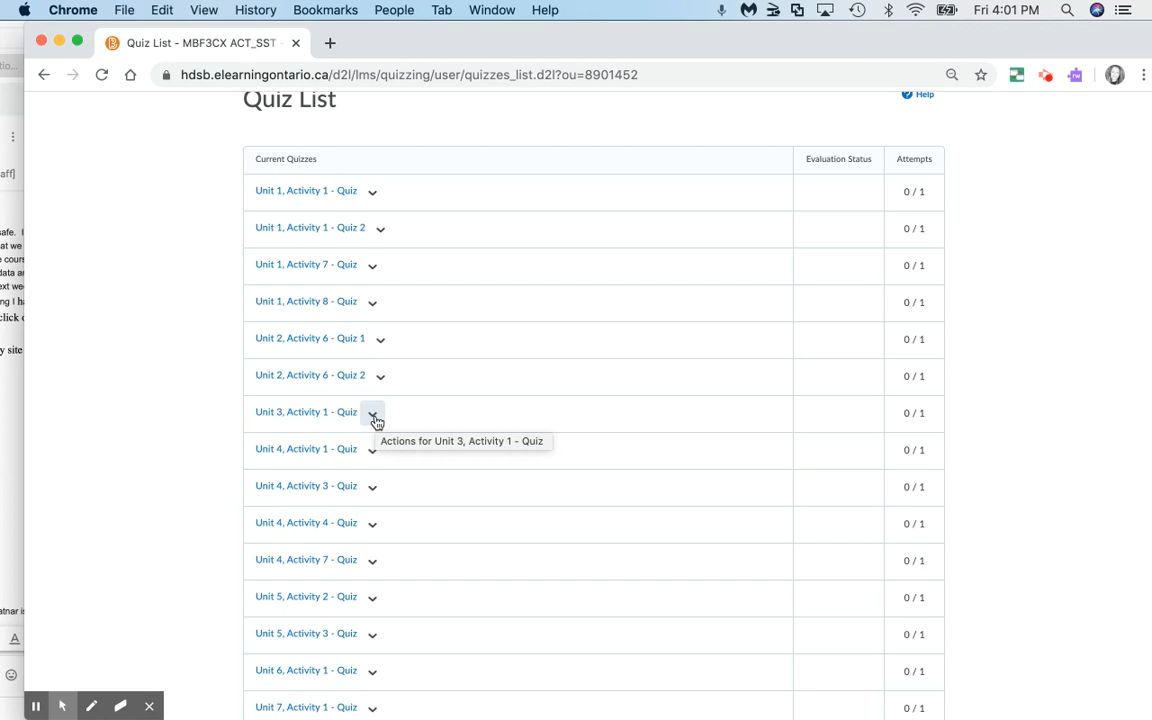 Chrome File Edit View History Bookmarks People Tab Window Help Fri 4:01 PM
Quiz List - MBF3CX ACT_SST -
hdsb.elearningontario.ca/d2l/lms/quizzing/user/quizzes_list.d2l?ou=8901452
Quiz List
Help
Current Quizzes Evaluation Status Attempts
Unit 1, Activity 1 - Quiz 0 / 1
Unit 1, Activity 1 - Quiz 2 0 / 1
Unit 1, Activity 7 - Quiz 0 / 1
Unit 1, Activity 8 - Quiz 0 / 1
Unit 2, Activity 6 - Quiz 1 0 / 1
Unit 2, Activity 6 - Quiz 2 0 / 1
Unit 3, Activity 1 - Quiz 0 / 1
Actions for Unit 3, Activity 1 - Quiz
Unit 4, Activity 1 - Quiz 0 / 1
Unit 4, Activity 3 - Quiz 0 / 1
Unit 4, Activity 4 - Quiz 0 / 1
Unit 4, Activity 7 - Quiz 0 / 1
Unit 5, Activity 2 - Quiz 0 / 1
Unit 5, Activity 3 - Quiz 0 / 1
Unit 6, Activity 1 - Quiz 0 / 1
Unit 7, Activity 1 - Quiz 0 / 1